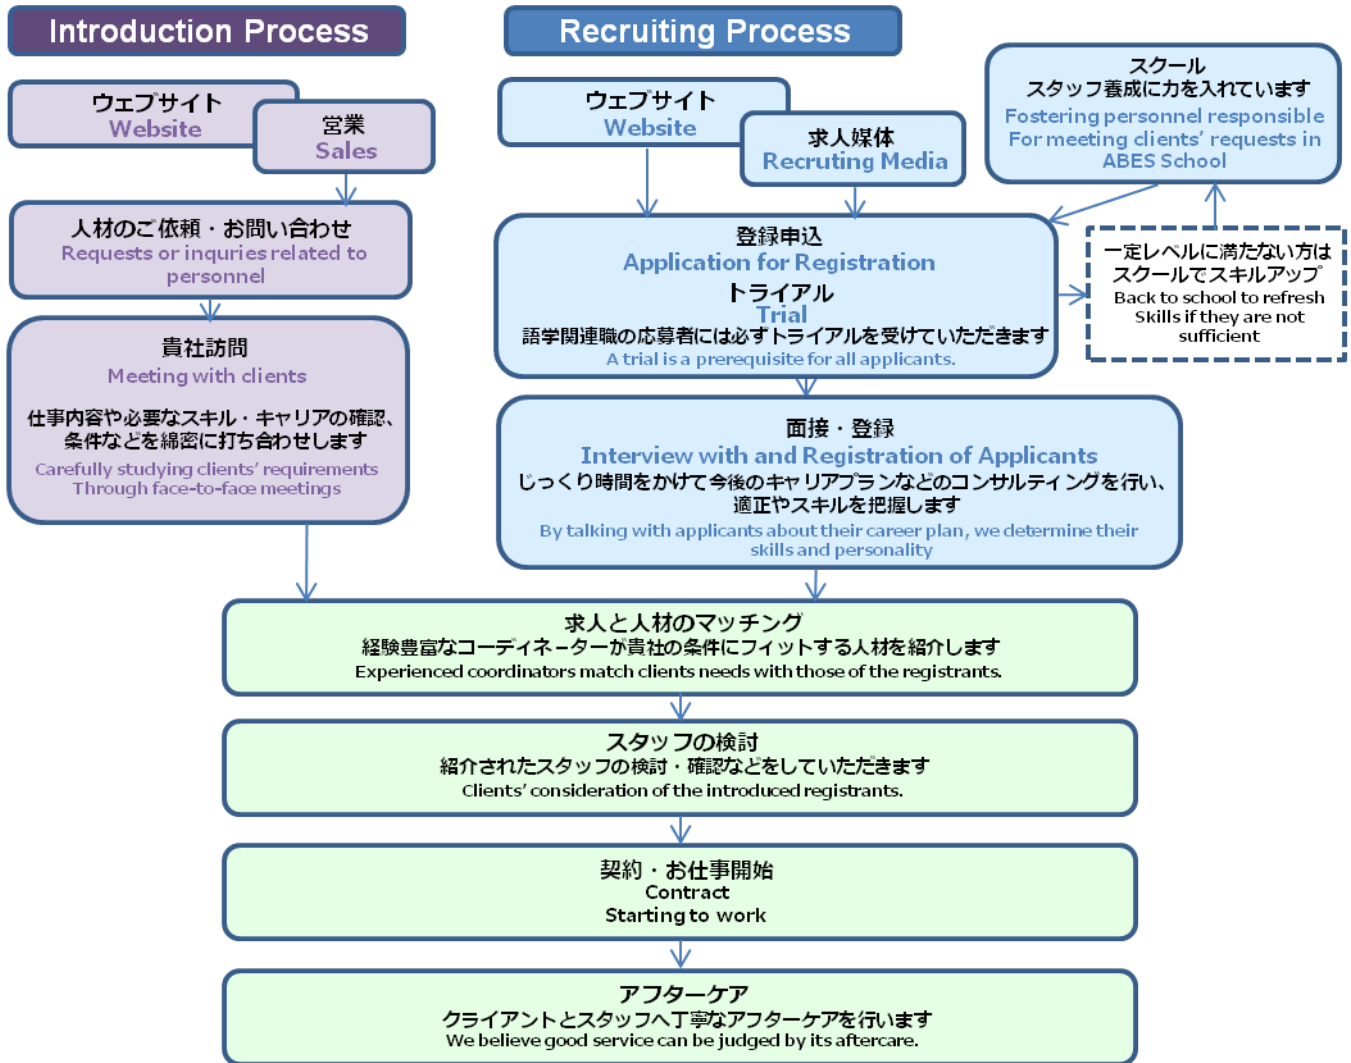 Introduction Process
Recruiting Process
ウェブサイト
Website
営業
Sales
人材のご依頼・お問い合わせ
Requests or inquries related to
personnel
貴社訪問
Meeting with clients
仕事内容や必要なスキル・キャリアの確認、
条件などを綿密に打ち合わせします
Carefully studying clients' requirements
Through face-to-face meetings
ウェブサイト
Website
求人媒体
Recruting Media
スクール
スタッフ養成に力を入れています
Fostering personnel responsible
For meeting clients' requests in
ABES School
登録申込
Application for Registration
トライアル
Trial
語学関連職の応募者には必ずトライアルを受けていただきます
A trial is a prerequisite for all applicants.
一定レベルに満たない方は
スクールでスキルアップ
Back to school to refresh
Skills if they are not
sufficient
面接・登録
Interview with and Registration of Applicants
じっくり時間をかけて今後のキャリアプランなどのコンサルティングを行い、
適正やスキルを把握します
By talking with applicants about their career plan, we determine their
skills and personality
求人と人材のマッチング
経験豊富なコーディネ－ターが貴社の条件にフィットする人材を紹介します
Experienced coordinators match clients needs with those of the registrants.
スタッフの検討
紹介されたスタッフの検討・確認などをしていただきます
Clients' consideration of the introduced registrants.
契約・お仕事開始
Contract
Starting to work
アフターケア
クライアントとスタッフへ丁寧なアフターケアを行います
We believe good service can be judged by its aftercare.